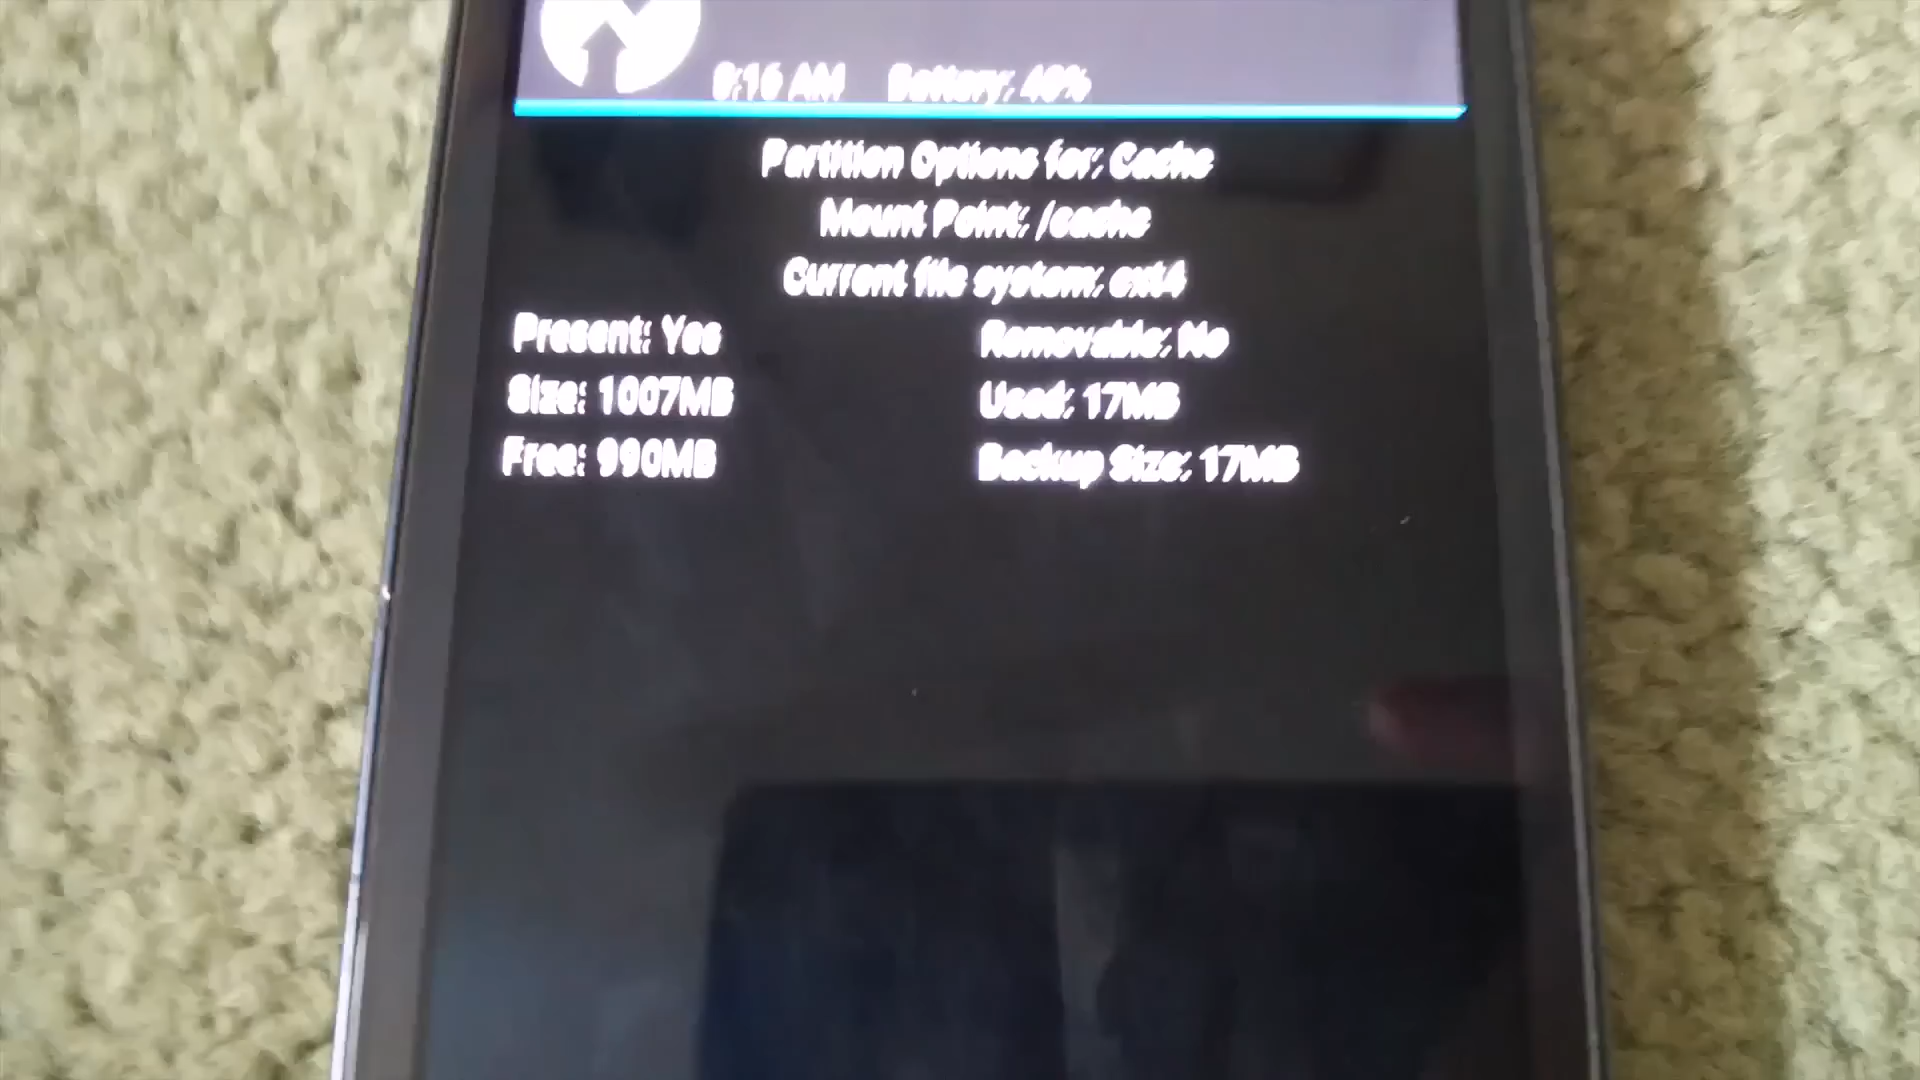 AM Battery:
Partition Options for: Cache
Mount Point: /cache
Current file system: ext4
Present: Yes Removable: No
Size: 1007MB Used: 17MB
Free: 990MB Backup Size: 17MB